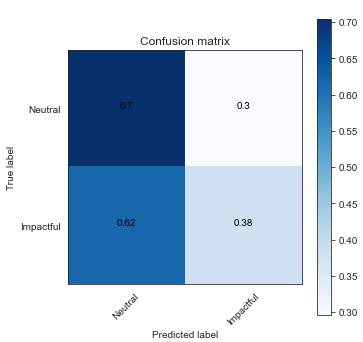 Confusion matrix
Neutral
Impactful
True label
0.7
0.3
0.62
0.38
Neutral
Impactful
Predicted label
0.70
0.65
0.60
0.55
0.50
0.45
0.40
0.35
0.30